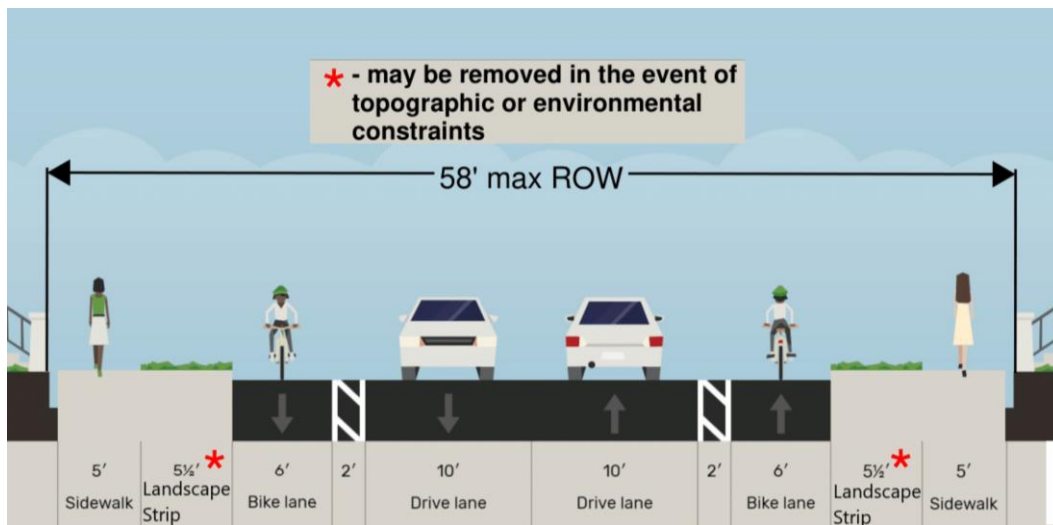 * - may be removed in the event of
topographic or environmental
constraints
58' max ROW
5' 5½' * 6' 2' 10' 10' 2' 6' 5½' * 5'
Sidewalk Landscape Bike lane Drive lane Drive lane Bike lane Landscape Sidewalk
Strip Strip